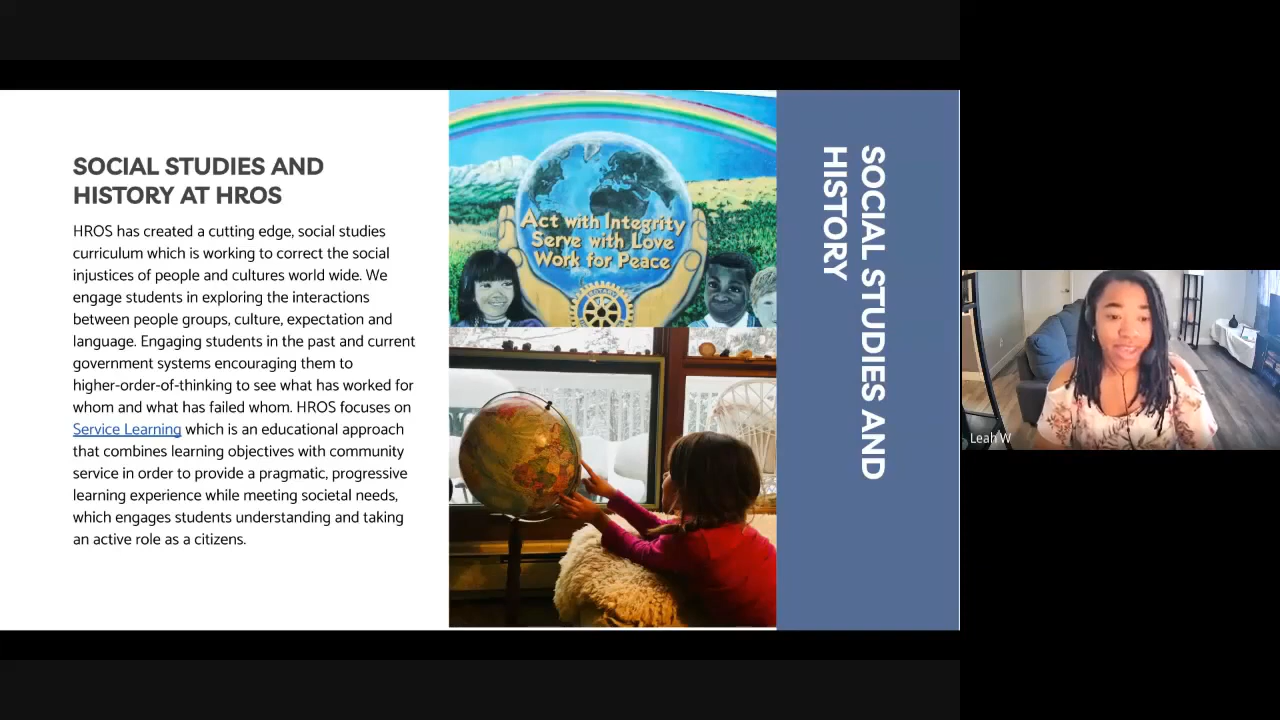 SOCIAL STUDIES AND
HISTORY AT HROS
HROS has created a cutting edge, social studies
curriculum which is working to correct the social
injustices of people and cultures world wide. We
engage students in exploring the interactions
between people groups, culture, expectation and
language. Engaging students in the past and current
government systems encouraging them to
higher-order-of-thinking to see what has worked for
whom and what has failed whom. HROS focuses on
Service Learning which is an educational approach
that combines learning objectives with community
service in order to provide a pragmatic, progressive
learning experience while meeting societal needs,
which engages students understanding and taking
an active role as a citizens.
Act with Integrity
Serve with Love
Work for Peace
ROTARY
SOCIAL STUDIES AND
HISTORY
Leah W